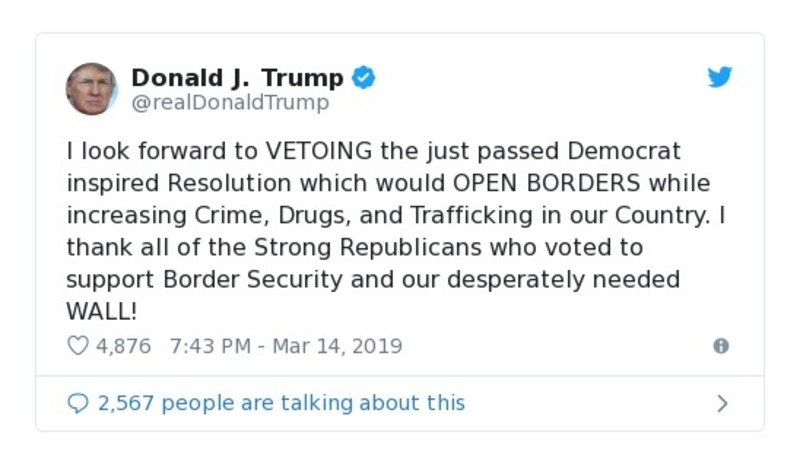 Donald J. Trump
@realDonaldTrump
I look forward to VETOING the just passed Democrat
inspired Resolution which would OPEN BORDERS while
increasing Crime, Drugs, and Trafficking in our Country. I
thank all of the Strong Republicans who voted to
support Border Security and our desperately needed
WALL!
4,876 7:43 PM - Mar 14, 2019
2,567 people are talking about this